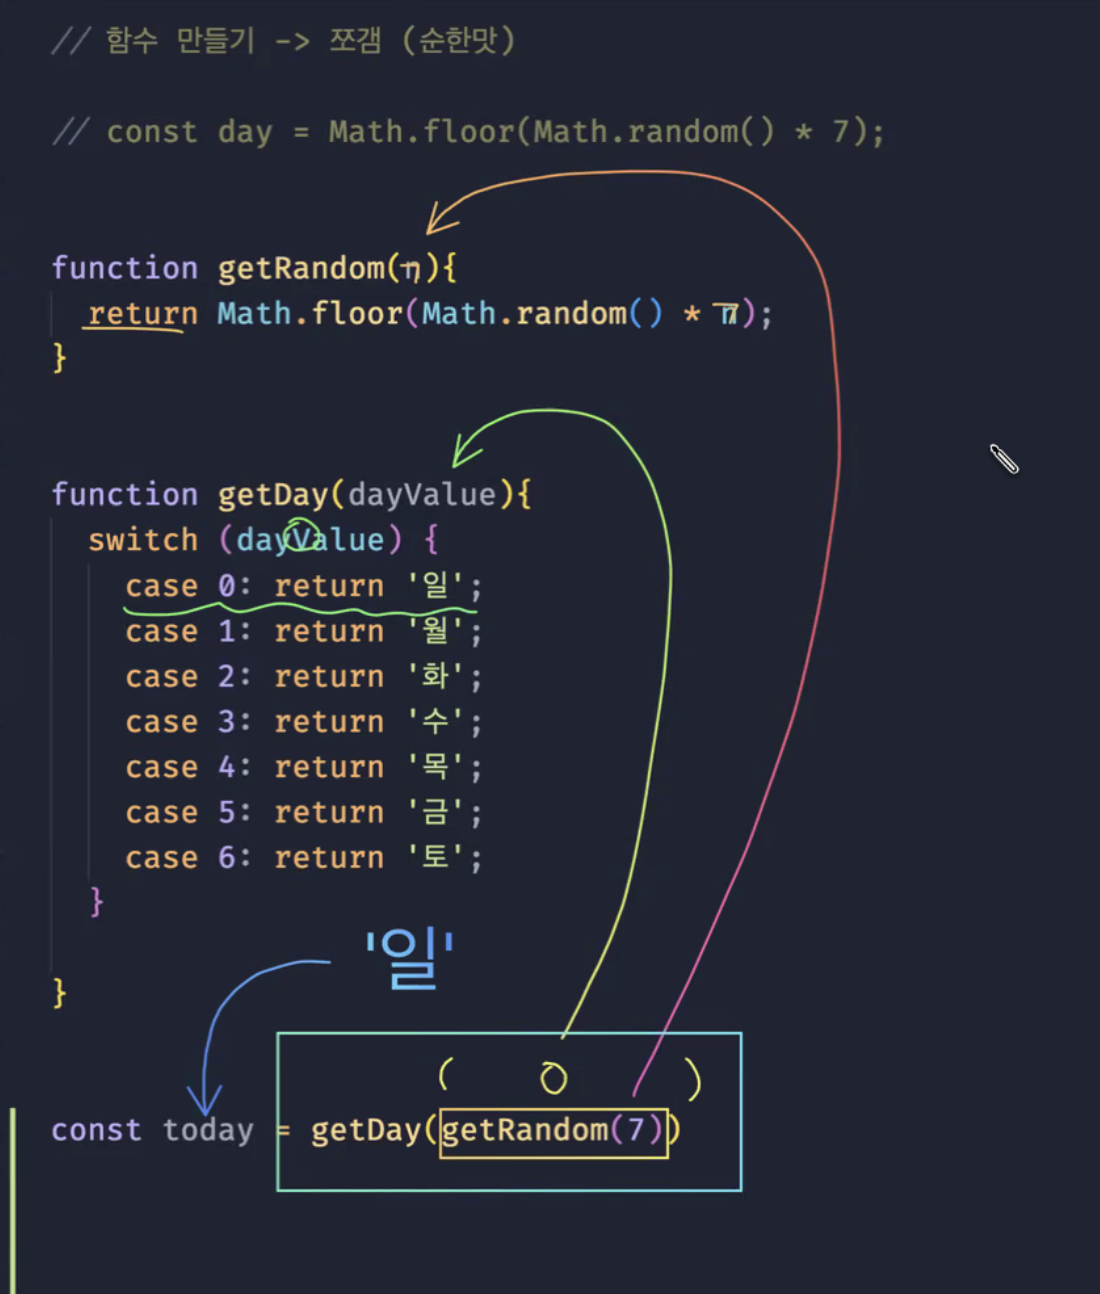 // 함수 만들기 -> 쪼갬 (순한맛)
// const day = Math.floor(Math.random() * 7);
function getRandom(n){
return Math.floor(Math.random() * n);
}
function getDay(dayValue){
switch (dayValue) {
case 0: return '일';
case 1: return '월';
case 2: return '화';
case 3: return '수';
case 4: return '목';
case 5: return '금';
case 6: return '토';
}
'일'
}
( 0 )
const today = getDay(getRandom(7))